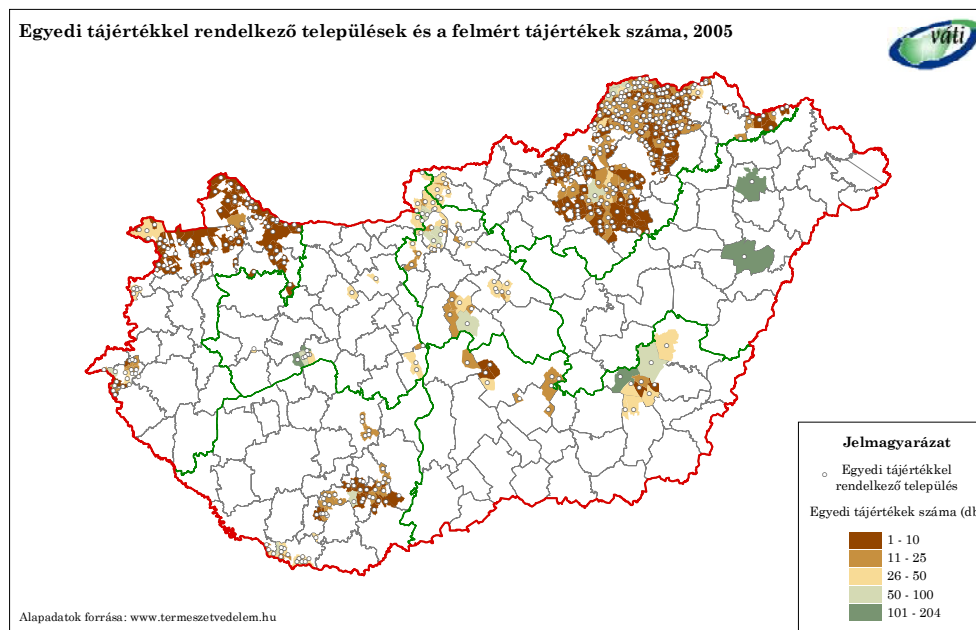 Egyedi tájértékkel rendelkező települések és a felmért tájértékek száma, 2005
váti
Jelmagyarázat
Egyedi tájértékkel
rendelkező település
Egyedi tájértékek száma (db
1 - 10
11 - 25
26 - 50
50 - 100
101 - 204
Alapadatok forrása: www.termeszetvedelem.hu